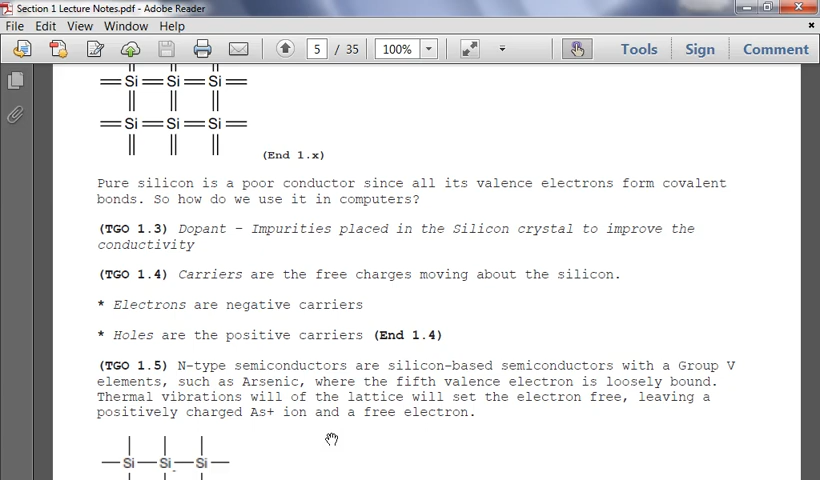 Section 1 Lecture Notes.pdf - Adobe Reader
File Edit View Window Help
5 / 35 100% Tools Sign Comment
Si Si Si
Si Si Si
(End 1.x)
Pure silicon is a poor conductor since all its valence electrons form covalent
bonds. So how do we use it in computers?
(TGO 1.3) Dopant – Impurities placed in the Silicon crystal to improve the
conductivity
(TGO 1.4) Carriers are the free charges moving about the silicon.
* Electrons are negative carriers
* Holes are the positive carriers (End 1.4)
(TGO 1.5) N-type semiconductors are silicon-based semiconductors with a Group V
elements, such as Arsenic, where the fifth valence electron is loosely bound.
Thermal vibrations will of the lattice will set the electron free, leaving a
positively charged As+ ion and a free electron.
Si Si Si